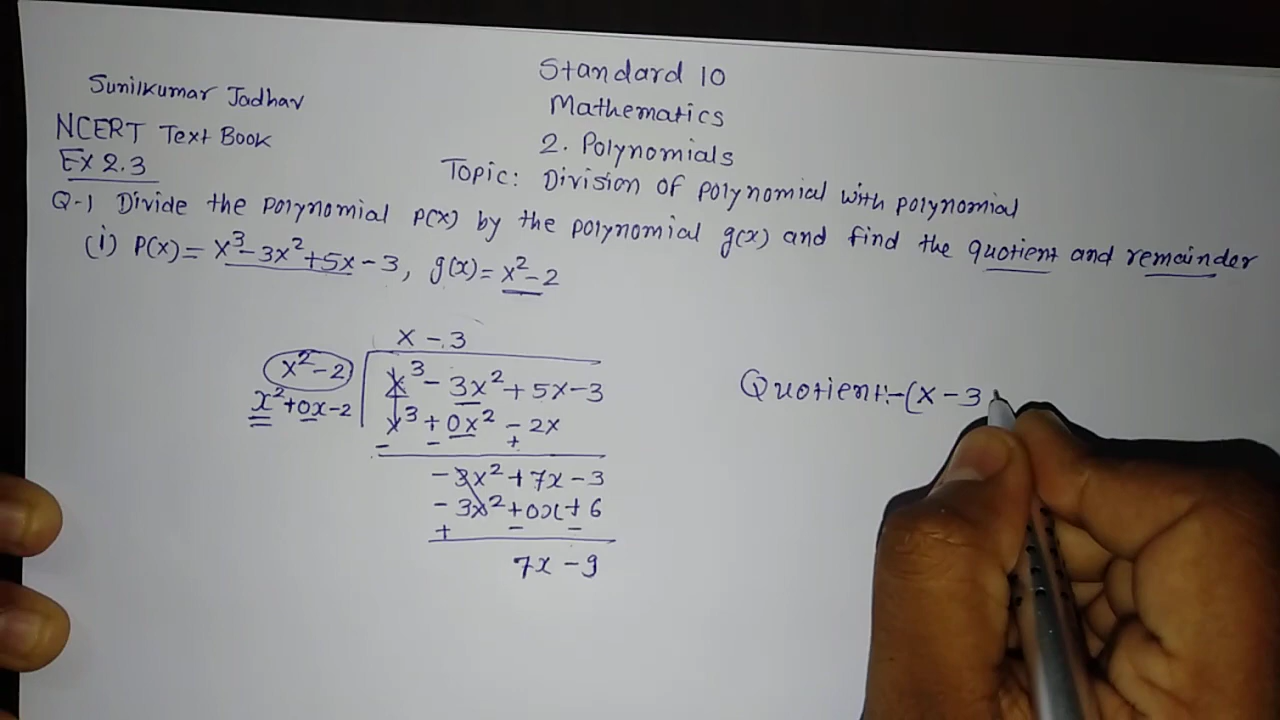 Standard 10
Sunilkumar Jadhav
Mathematics
NCERT Text Book
2. Polynomials
Ex 2.3
Topic: Division of polynomial with polynomial
Q-1 Divide the polynomial p(x) by the polynomial g(x) and find the quotient and remainder
(i) P(x) = x³ - 3x² + 5x - 3, g(x) = x² - 2
x - 3
x² - 2
x³ - 3x² + 5x - 3
x² + 0x - 2
x³ + 0x² - 2x
- - +
- 3x² + 7x - 3
- 3x² + 0x + 6
+ - -
7x - 9
Quotient:- (x - 3